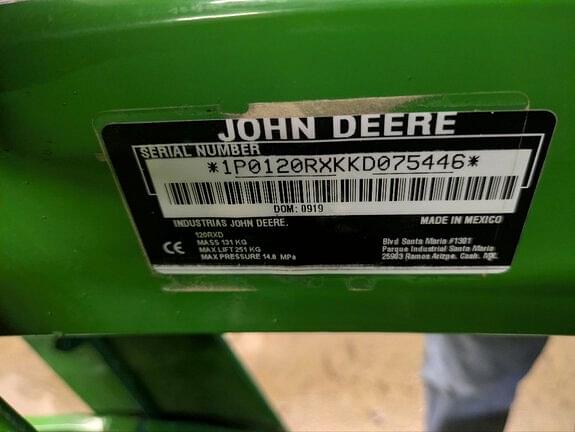 JOHN DEERE
SERIAL NUMBER
*1P0120RXKKD075446*
DOM: 0919
INDUSTRIAS JOHN DEERE.
MADE IN MEXICO
CE
120RXD
MASS 131 KG
MAX LIFT 251 KG
MAX PRESSURE 14.8 MPa
Blvd Santa Maria #1301
Parque Industrial Santa Maria
25903 Ramos Arizpe. Coah. MX.